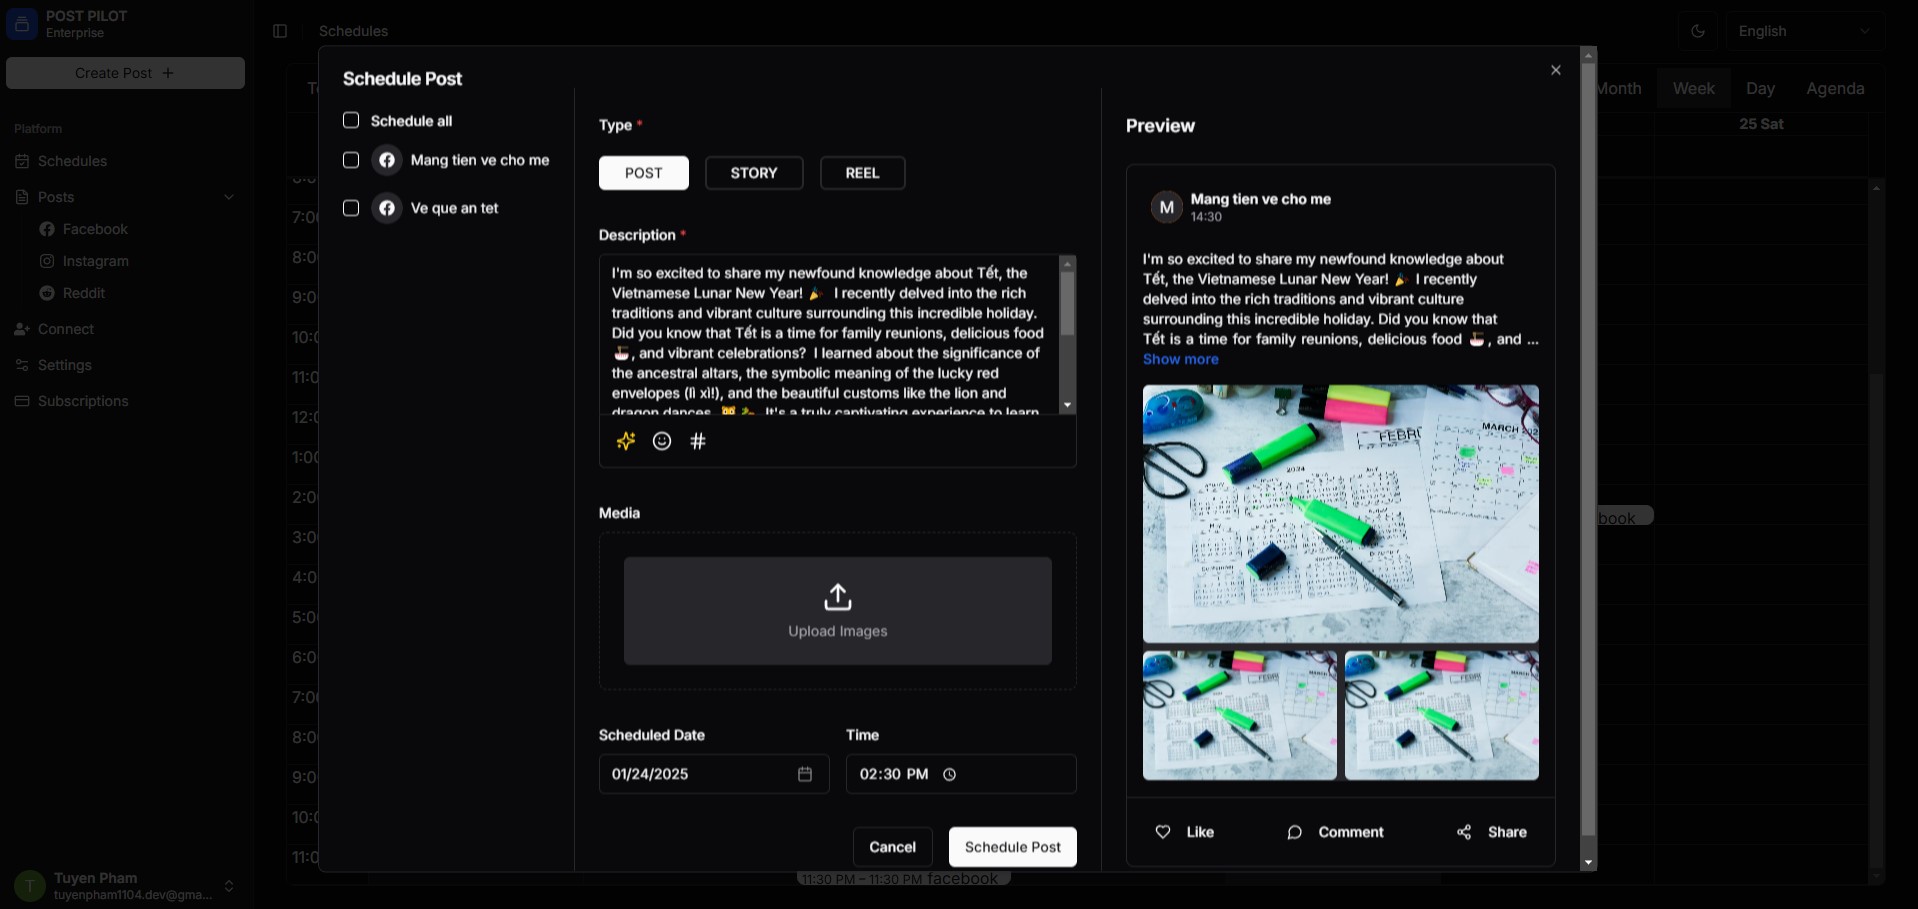 POST PILOT
Enterprise
Create Post +
Platform
Schedules
Posts
Facebook
Instagram
Reddit
Connect
Settings
Subscriptions
T
Tuyen Pham
tuyenpham1104.dev@gma...
Schedules
English
Month
Week
Day
Agenda
25 Sat
7:0
8:0
9:0
10:0
11:0
12:0
1:00
2:0
3:0
4:0
5:0
6:0
7:0
8:0
9:0
10:0
11:0
book
11:30 PM – 11:30 PM facebook
Schedule Post
Schedule all
Mang tien ve cho me
Ve que an tet
Type *
POST
STORY
REEL
Description *
I'm so excited to share my newfound knowledge about Tết, the
Vietnamese Lunar New Year! 🎉 I recently delved into the rich
traditions and vibrant culture surrounding this incredible holiday.
Did you know that Tết is a time for family reunions, delicious food
🍜, and vibrant celebrations? I learned about the significance of
the ancestral altars, the symbolic meaning of the lucky red
envelopes (lì xì!), and the beautiful customs like the lion and
dragon dances. 🦁🐉 It's a truly captivating experience to learn
#
Media
Upload Images
Scheduled Date
01/24/2025
Time
02:30 PM
Cancel
Schedule Post
Preview
M
Mang tien ve cho me
14:30
I'm so excited to share my newfound knowledge about
Tết, the Vietnamese Lunar New Year! 🎉 I recently
delved into the rich traditions and vibrant culture
surrounding this incredible holiday. Did you know that
Tết is a time for family reunions, delicious food 🍜, and ...
Show more
FEBRU
MARCH 202
2024
Like
Comment
Share